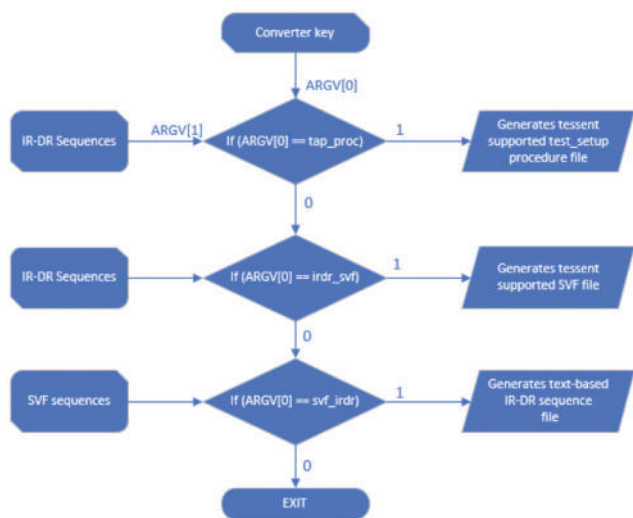 Converter key
ARGV[0]
IR-DR Sequences
ARGV[1]
If (ARGV[0] == tap_proc)
1
Generates tessent
supported test_setup
procedure file
0
IR-DR Sequences
If (ARGV[0] == irdr_svf)
1
Generates tessent
supported SVF file
0
SVF sequences
If (ARGV[0] == svf_irdr)
1
Generates text-based
IR-DR sequence
file
0
EXIT